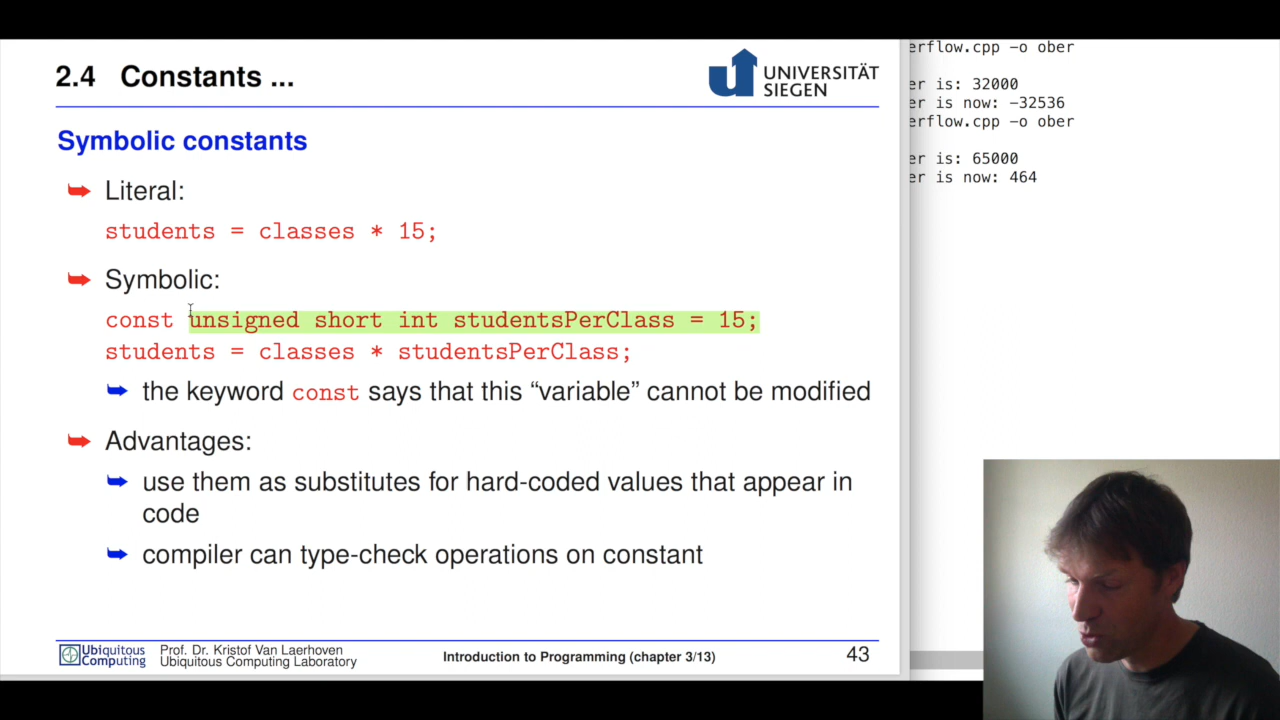 2.4 Constants ...
UNIVERSITÄT
SIEGEN
Symbolic constants
Literal:
students = classes * 15;
Symbolic:
const unsigned short int studentsPerClass = 15;
students = classes * studentsPerClass;
the keyword const says that this “variable” cannot be modified
Advantages:
use them as substitutes for hard-coded values that appear in
code
compiler can type-check operations on constant
Ubiquitous
Computing
Prof. Dr. Kristof Van Laerhoven
Ubiquitous Computing Laboratory
Introduction to Programming (chapter 3/13)
43
erflow.cpp -o ober
er is: 32000
er is now: -32536
erflow.cpp -o ober
er is: 65000
er is now: 464